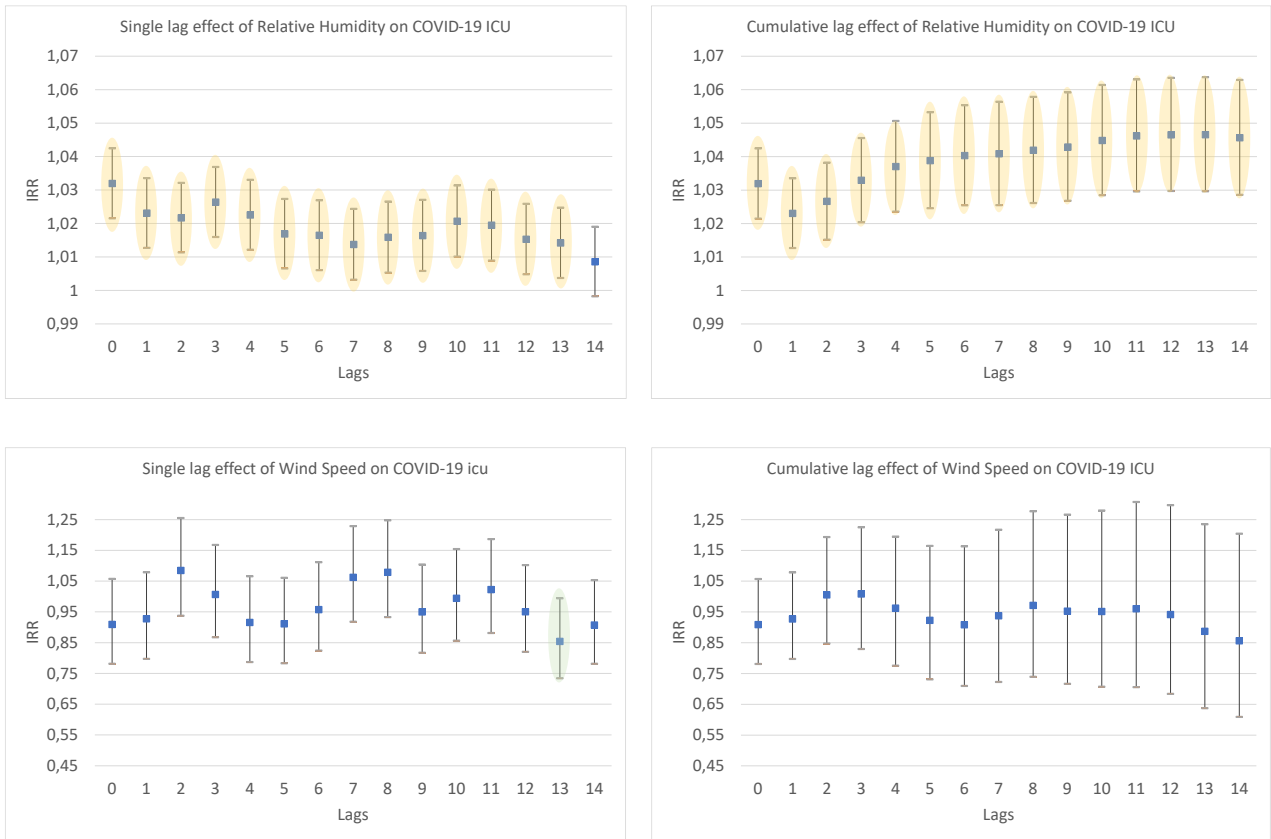 Single lag effect of Relative Humidity on COVID-19 ICU
1,07
1,06
1,05
1,04
1,03
1,02
1,01
1
0,99
IRR
0 1 2 3 4 5 6 7 8 9 10 11 12 13 14
Lags
Cumulative lag effect of Relative Humidity on COVID-19 ICU
1,07
1,06
1,05
1,04
1,03
1,02
1,01
1
0,99
IRR
0 1 2 3 4 5 6 7 8 9 10 11 12 13 14
Lags
Single lag effect of Wind Speed on COVID-19 icu
1,25
1,15
1,05
0,95
0,85
0,75
0,65
0,55
0,45
IRR
0 1 2 3 4 5 6 7 8 9 10 11 12 13 14
Lags
Cumulative lag effect of Wind Speed on COVID-19 ICU
1,25
1,15
1,05
0,95
0,85
0,75
0,65
0,55
0,45
IRR
0 1 2 3 4 5 6 7 8 9 10 11 12 13 14
Lags